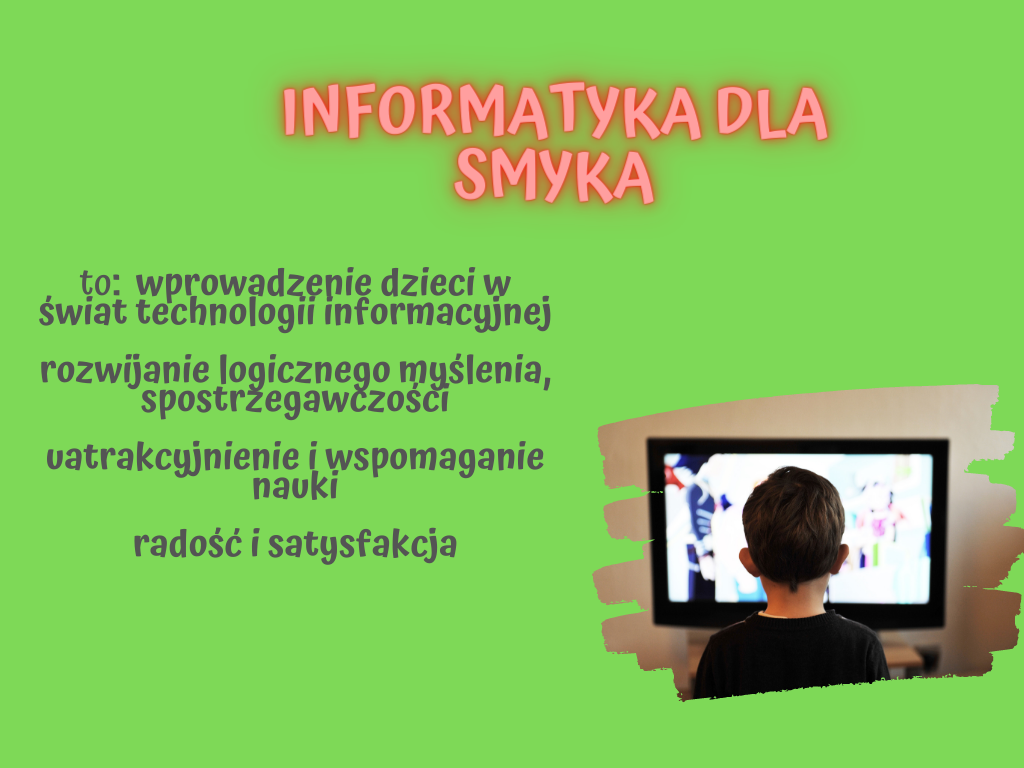 INFORMATYKA DLA
SMYKA
to: wprowadzenie dzieci w
świat technologii informacyjnej
rozwijanie logicznego myślenia,
spostrzegawczości
uatrakcyjnienie i wspomaganie
nauki
radość i satysfakcja